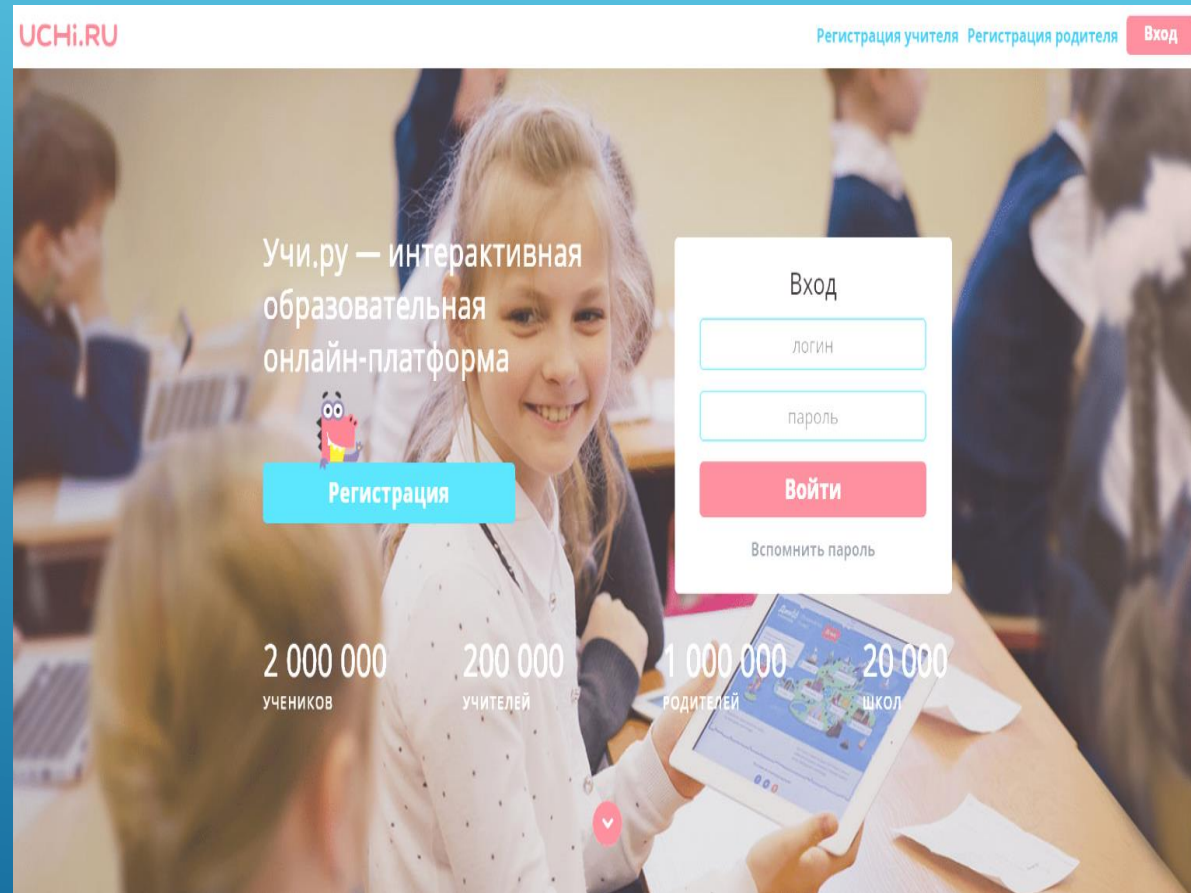 UCHi.RU
Регистрация учителя Регистрация родителя Вход
Учи.ру — интерактивная
образовательная
онлайн-платформа
Регистрация
Вход
логин
пароль
Войти
Вспомнить пароль
2 000 000 200 000 1 000 000 20 000
УЧЕНИКОВ УЧИТЕЛЕЙ РОДИТЕЛЕЙ ШКОЛ